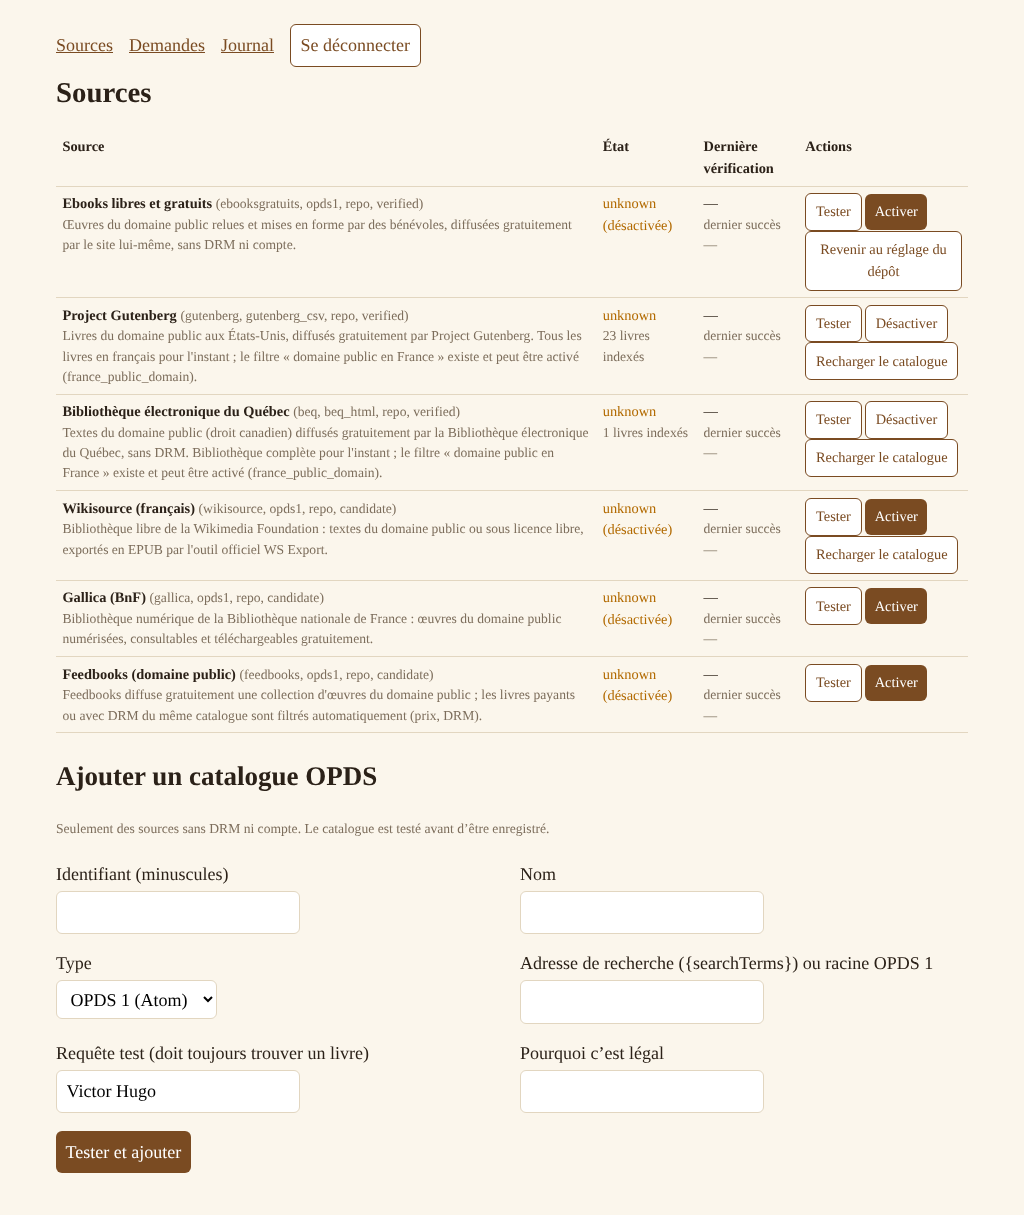 Sources Demandes Journal Se déconnecter
Sources
Source État Dernière vérification Actions
Ebooks libres et gratuits (ebooksgratuits, opds1, repo, verified)
Œuvres du domaine public relues et mises en forme par des bénévoles, diffusées gratuitement
par le site lui-même, sans DRM ni compte.
unknown
(désactivée)
—
dernier succès
—
Tester Activer
Revenir au réglage du
dépôt
Project Gutenberg (gutenberg, gutenberg_csv, repo, verified)
Livres du domaine public aux États-Unis, diffusés gratuitement par Project Gutenberg. Tous les
livres en français pour l'instant ; le filtre « domaine public en France » existe et peut être activé
(france_public_domain).
unknown
23 livres
indexés
—
dernier succès
—
Tester Désactiver
Recharger le catalogue
Bibliothèque électronique du Québec (beq, beq_html, repo, verified)
Textes du domaine public (droit canadien) diffusés gratuitement par la Bibliothèque électronique
du Québec, sans DRM. Bibliothèque complète pour l'instant ; le filtre « domaine public en
France » existe et peut être activé (france_public_domain).
unknown
1 livres indexés
—
dernier succès
—
Tester Désactiver
Recharger le catalogue
Wikisource (français) (wikisource, opds1, repo, candidate)
Bibliothèque libre de la Wikimedia Foundation : textes du domaine public ou sous licence libre,
exportés en EPUB par l'outil officiel WS Export.
unknown
(désactivée)
—
dernier succès
—
Tester Activer
Recharger le catalogue
Gallica (BnF) (gallica, opds1, repo, candidate)
Bibliothèque numérique de la Bibliothèque nationale de France : œuvres du domaine public
numérisées, consultables et téléchargeables gratuitement.
unknown
(désactivée)
—
dernier succès
—
Tester Activer
Feedbooks (domaine public) (feedbooks, opds1, repo, candidate)
Feedbooks diffuse gratuitement une collection d'œuvres du domaine public ; les livres payants
ou avec DRM du même catalogue sont filtrés automatiquement (prix, DRM).
unknown
(désactivée)
—
dernier succès
—
Tester Activer
Ajouter un catalogue OPDS
Seulement des sources sans DRM ni compte. Le catalogue est testé avant d’être enregistré.
Identifiant (minuscules)
Nom
Type
OPDS 1 (Atom)
Adresse de recherche ({searchTerms}) ou racine OPDS 1
Requête test (doit toujours trouver un livre)
Victor Hugo
Pourquoi c’est légal
Tester et ajouter